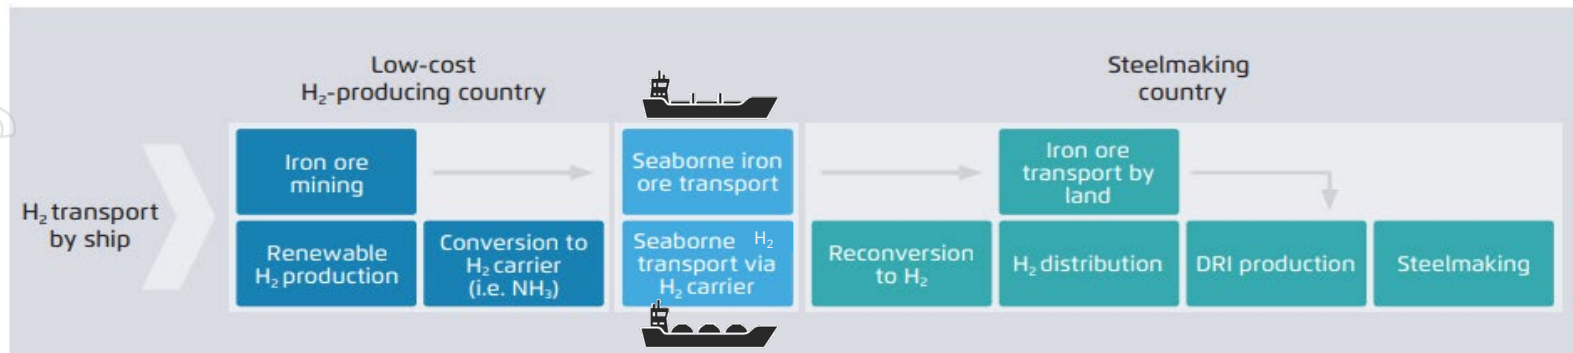 Low-cost
H₂-producing country
Steelmaking
country
H₂ transport
by ship
Iron ore
mining
Seaborne iron
ore transport
Iron ore
transport by
land
Renewable
H₂ production
Conversion to
H₂ carrier
(i.e. NH₃)
Seaborne H₂
transport via
H₂ carrier
Reconversion
to H₂
H₂ distribution
DRI production
Steelmaking